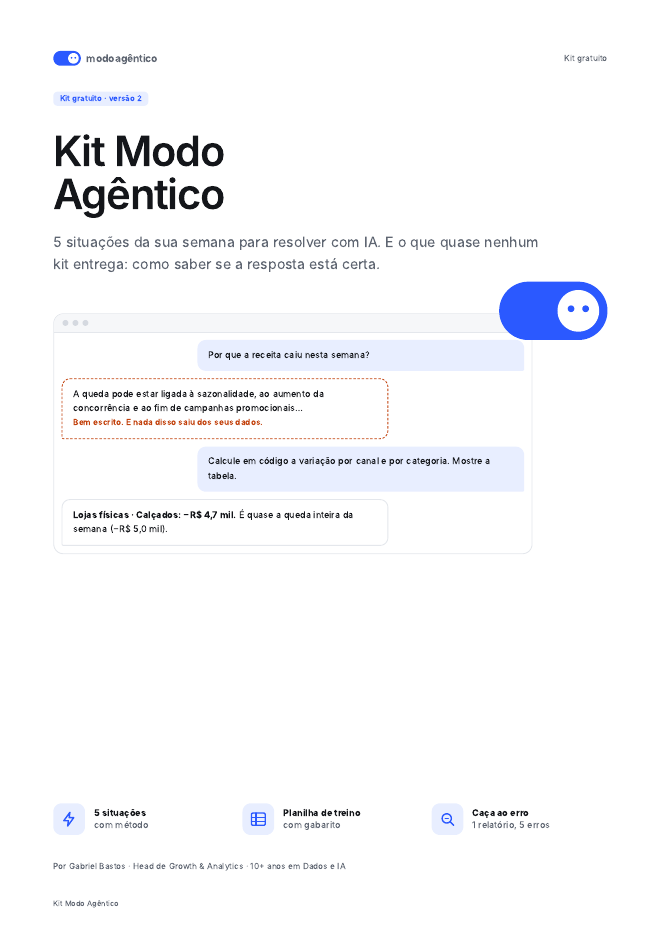 modoagêntico
Kit gratuito
Kit gratuito · versão 2
Kit Modo
Agêntico
5 situações da sua semana para resolver com IA. E o que quase nenhum
kit entrega: como saber se a resposta está certa.
Por que a receita caiu nesta semana?
A queda pode estar ligada à sazonalidade, ao aumento da
concorrência e ao fim de campanhas promocionais...
Bem escrito. E nada disso saiu dos seus dados.
Calcule em código a variação por canal e por categoria. Mostre a
tabela.
Lojas físicas · Calçados: −R$ 4,7 mil. É quase a queda inteira da
semana (−R$ 5,0 mil).
5 situações
com método
Planilha de treino
com gabarito
Caça ao erro
1 relatório, 5 erros
Por Gabriel Bastos · Head de Growth & Analytics · 10+ anos em Dados e IA
Kit Modo Agêntico